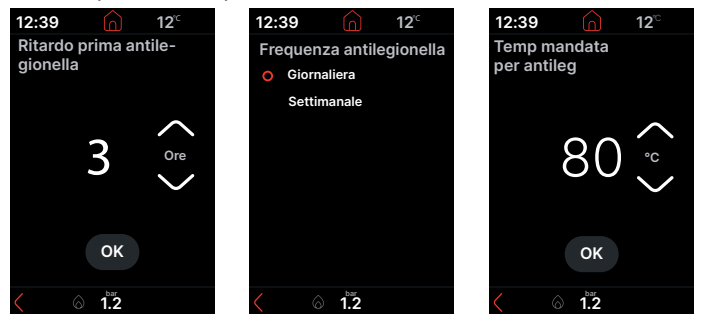 12:39 12°C
Ritardo prima antile-
gionella
3 Ore
OK
bar
1.2
12:39 12°C
Frequenza antilegionella
Giornaliera
Settimanale
bar
1.2
12:39 12°C
Temp mandata
per antileg
80 °C
OK
bar
1.2